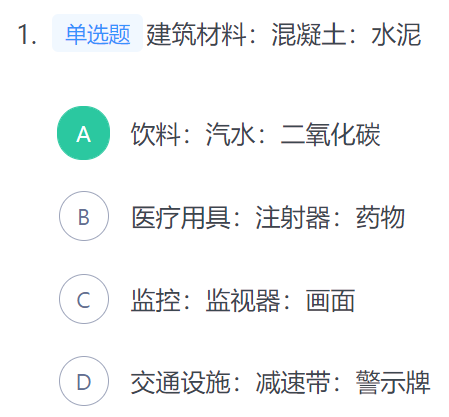 1. 单选题 建筑材料：混凝土：水泥
A 饮料：汽水：二氧化碳
B 医疗用具：注射器：药物
C 监控：监视器：画面
D 交通设施：减速带：警示牌